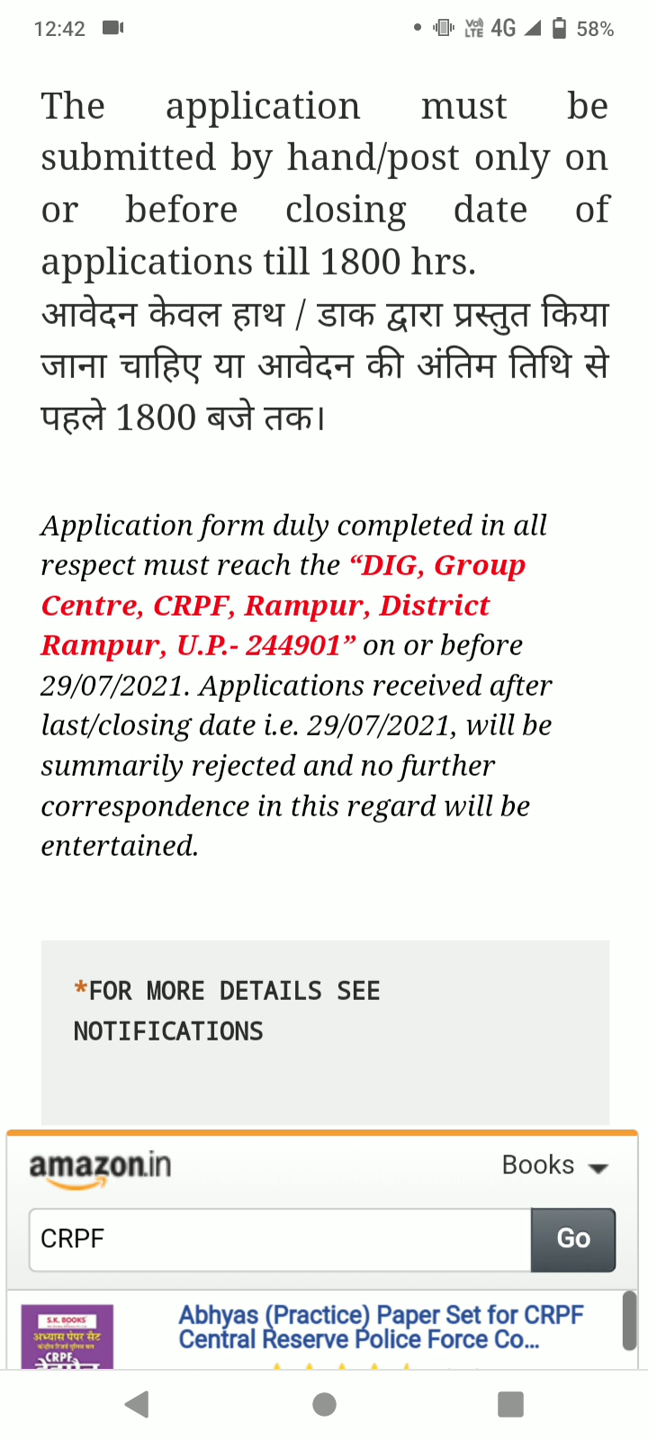 12:42 4G 58%
The application must be
submitted by hand/post only on
or before closing date of
applications till 1800 hrs.
आवेदन केवल हाथ / डाक द्वारा प्रस्तुत किया
जाना चाहिए या आवेदन की अंतिम तिथि से
पहले 1800 बजे तक।
Application form duly completed in all
respect must reach the “DIG, Group
Centre, CRPF, Rampur, District
Rampur, U.P.- 244901” on or before
29/07/2021. Applications received after
last/closing date i.e. 29/07/2021, will be
summarily rejected and no further
correspondence in this regard will be
entertained.
*FOR MORE DETAILS SEE
NOTIFICATIONS
amazon.in Books
CRPF Go
S.K. BOOKS
अभ्यास पेपर सैट
CRPF
Abhyas (Practice) Paper Set for CRPF
Central Reserve Police Force Co...